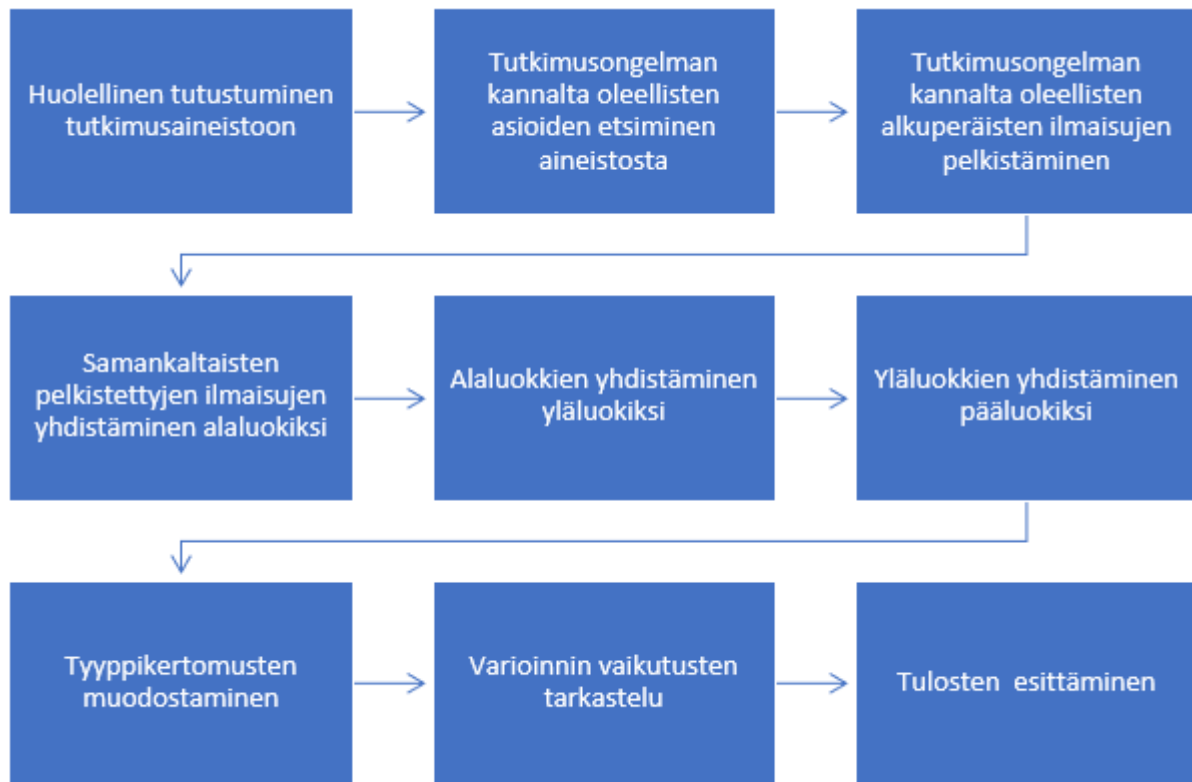 Huolellinen tutustuminen
tutkimusaineistoon
Tutkimusongelman
kannalta oleellisten
asioiden etsiminen
aineistosta
Tutkimusongelman
kannalta oleellisten
alkuperäisten ilmaisujen
pelkistäminen
Samankaltaisten
pelkistettyjen ilmaisujen
yhdistäminen alaluokiksi
Alaluokkien yhdistäminen
yläluokiksi
Yläluokkien yhdistäminen
pääluokiksi
Tyyppikertomusten
muodostaminen
Varioinnin vaikutusten
tarkastelu
Tulosten  esittäminen